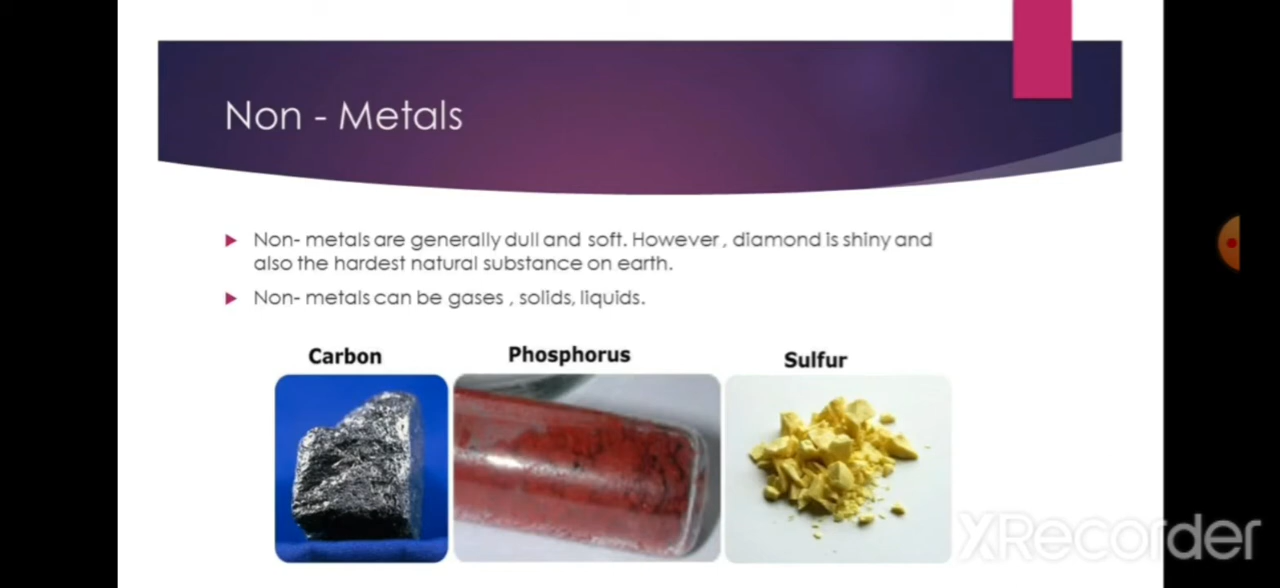 Non - Metals
Non- metals are generally dull and soft. However , diamond is shiny and
also the hardest natural substance on earth.
Non- metals can be gases , solids, liquids.
Carbon
Phosphorus
Sulfur
XRecorder